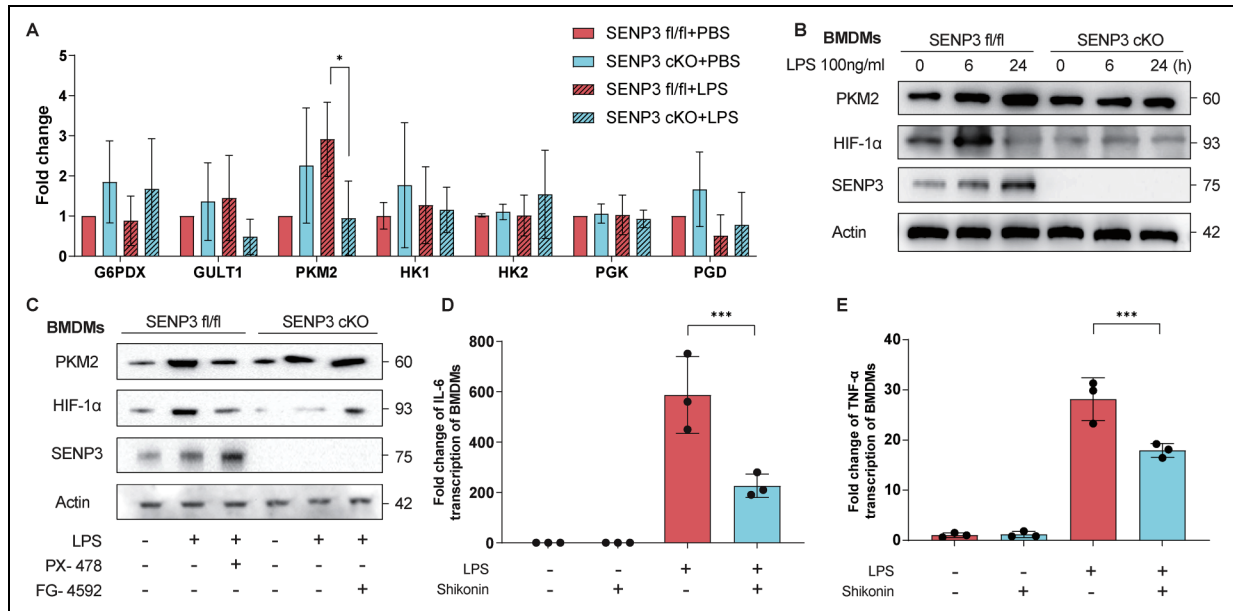 A
SENP3 fl/fl+PBS
SENP3 cKO+PBS
SENP3 fl/fl+LPS
SENP3 cKO+LPS
*
Fold change
5
4
3
2
1
0
G6PDX GULT1 PKM2 HK1 HK2 PGK PGD
B
BMDMs SENP3 fl/fl SENP3 cKO
LPS 100ng/ml 0 6 24 0 6 24 (h)
PKM2 60
HIF-1α 93
SENP3 75
Actin 42
C
BMDMs SENP3 fl/fl SENP3 cKO
PKM2 60
HIF-1α 93
SENP3 75
Actin 42
LPS - + + - + +
PX- 478 - - + - - -
FG- 4592 - - - - - +
D
***
Fold change of IL-6
transcription of BMDMs
800
600
400
200
0
LPS - - + +
Shikonin - + - +
E
***
Fold change of TNF-α
transcription of BMDMs
40
30
20
10
0
LPS - - + +
Shikonin - + - +